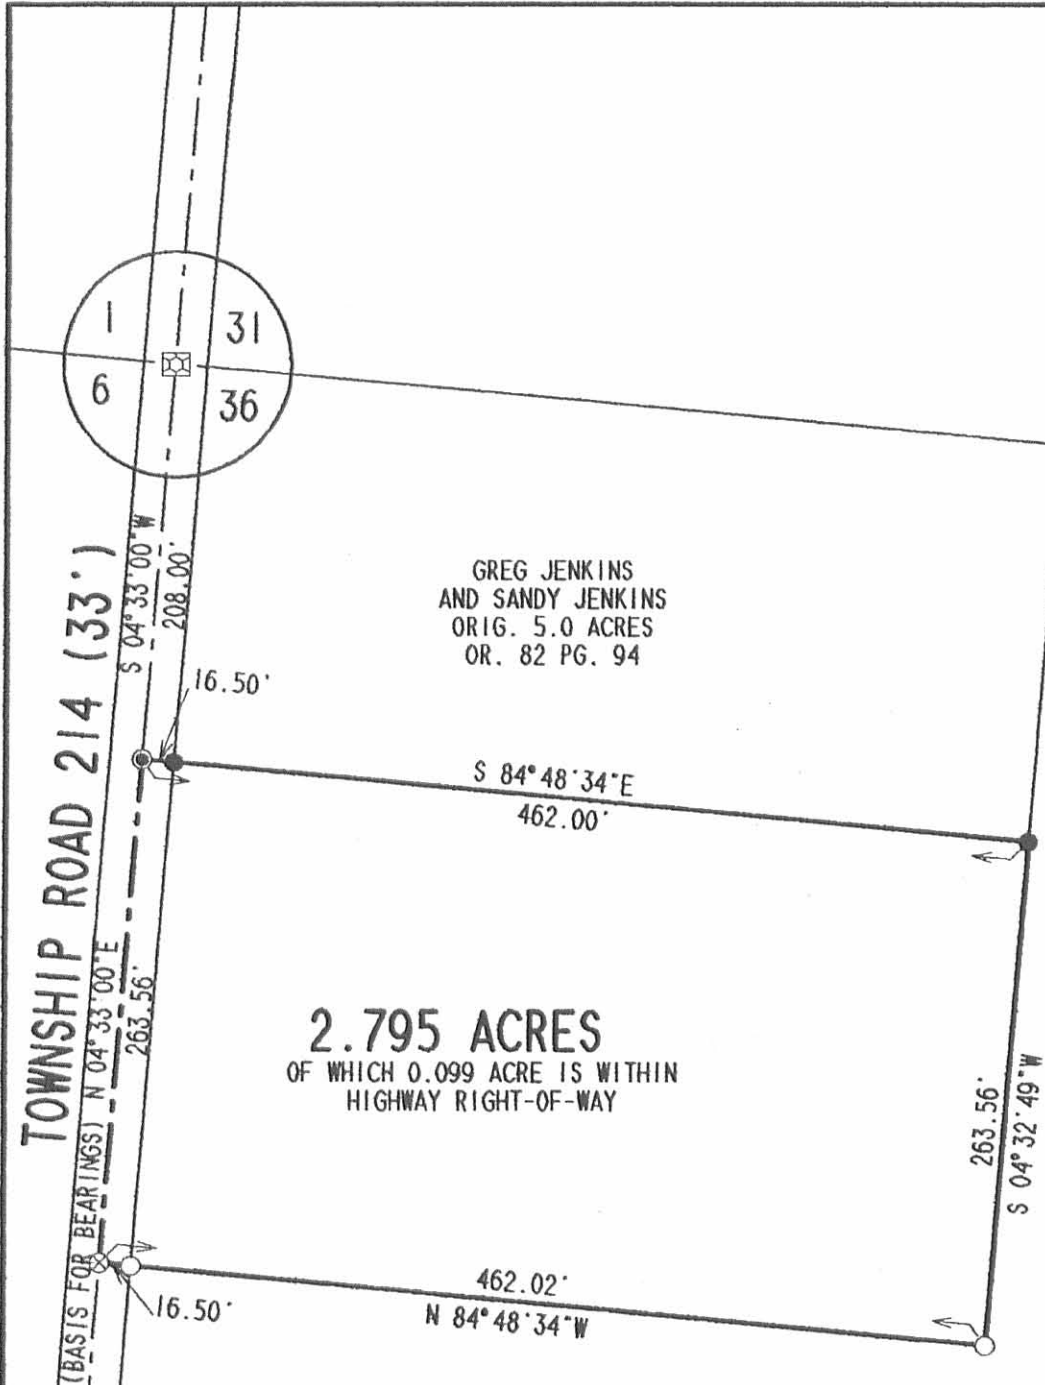 1
31
6
36
TOWNSHIP ROAD 214 (33')
S 04°33'00"W
208.00'
GREG JENKINS
AND SANDY JENKINS
ORIG. 5.0 ACRES
OR. 82 PG. 94
16.50'
S 84°48'34"E
462.00'
(BASIS FOR BEARINGS) N 04°33'00"E
263.56'
2.795 ACRES
OF WHICH 0.099 ACRE IS WITHIN
HIGHWAY RIGHT-OF-WAY
263.56'
S 04°32'49"W
16.50'
462.02'
N 84°48'34"W